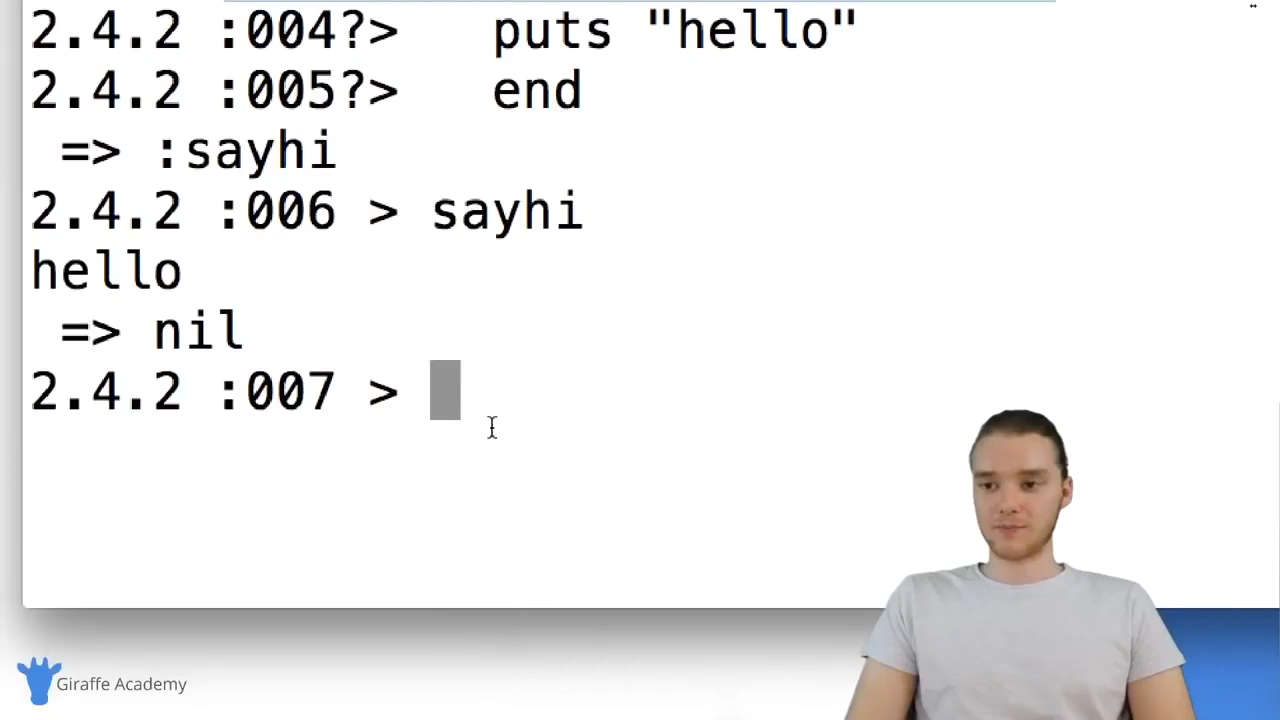 2.4.2 :004?>   puts "hello"
2.4.2 :005?>   end
 => :sayhi
2.4.2 :006 > sayhi
hello
 => nil
2.4.2 :007 >
Giraffe Academy